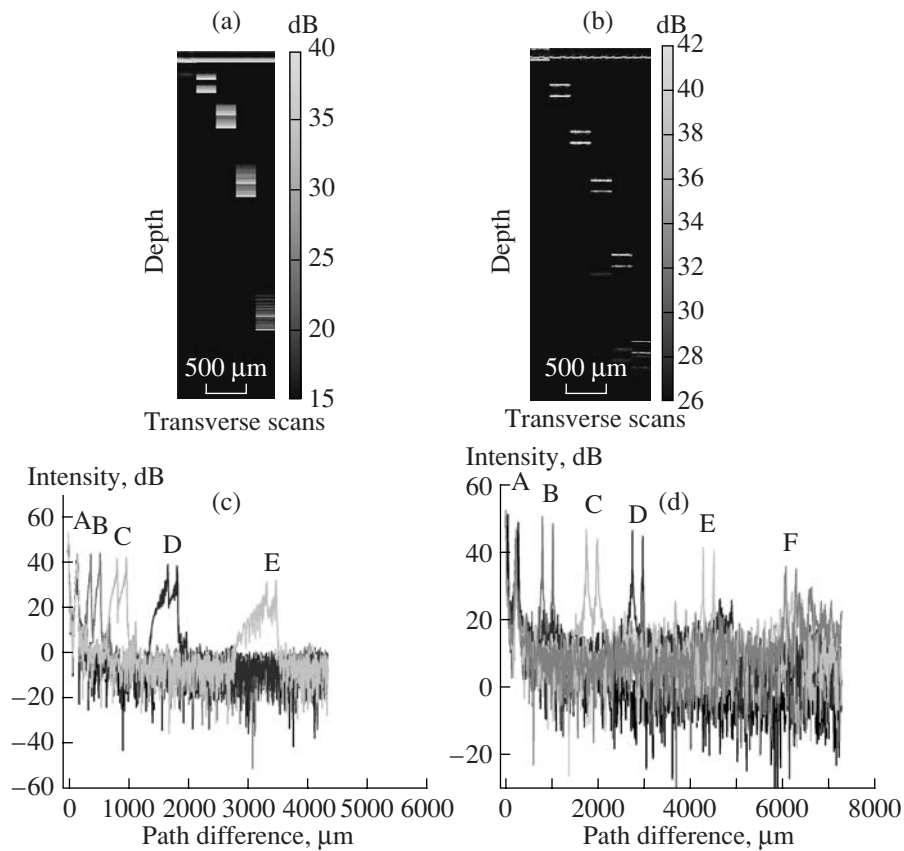 (a)
dB
40
35
30
25
20
15
Depth
500 μm
Transverse scans
(b)
dB
42
40
38
36
34
32
30
28
26
Depth
500 μm
Transverse scans
Intensity, dB
(c)
A B C D E
60
40
20
0
−20
−40
−60
0 1000 2000 3000 4000 5000 6000
Path difference, μm
Intensity, dB
(d)
A B C D E F
60
40
20
0
−20
0 2000 4000 6000 8000
Path difference, μm